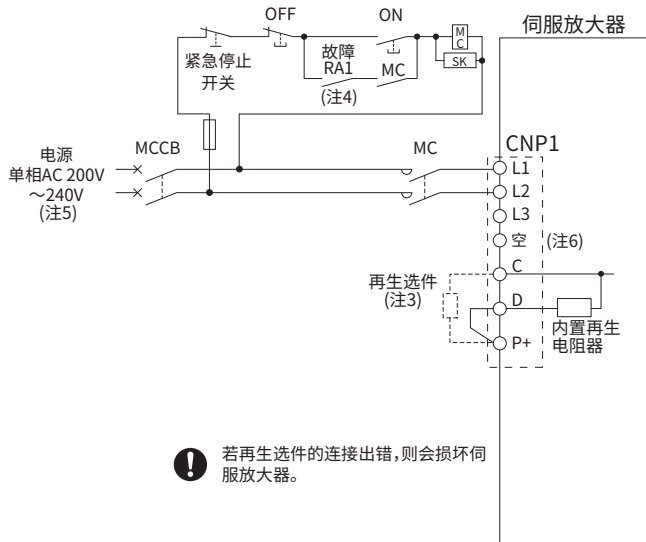 OFF
ON
伺服放大器
MC
SK
紧急停止
开关
故障
RA1
MC
(注4)
电源
单相AC 200V
～240V
(注5)
MCCB
MC
CNP1
L1
L2
L3
空
(注6)
C
再生选件
(注3)
D
内置再生
电阻器
P+
若再生选件的连接出错,则会损坏伺
服放大器。